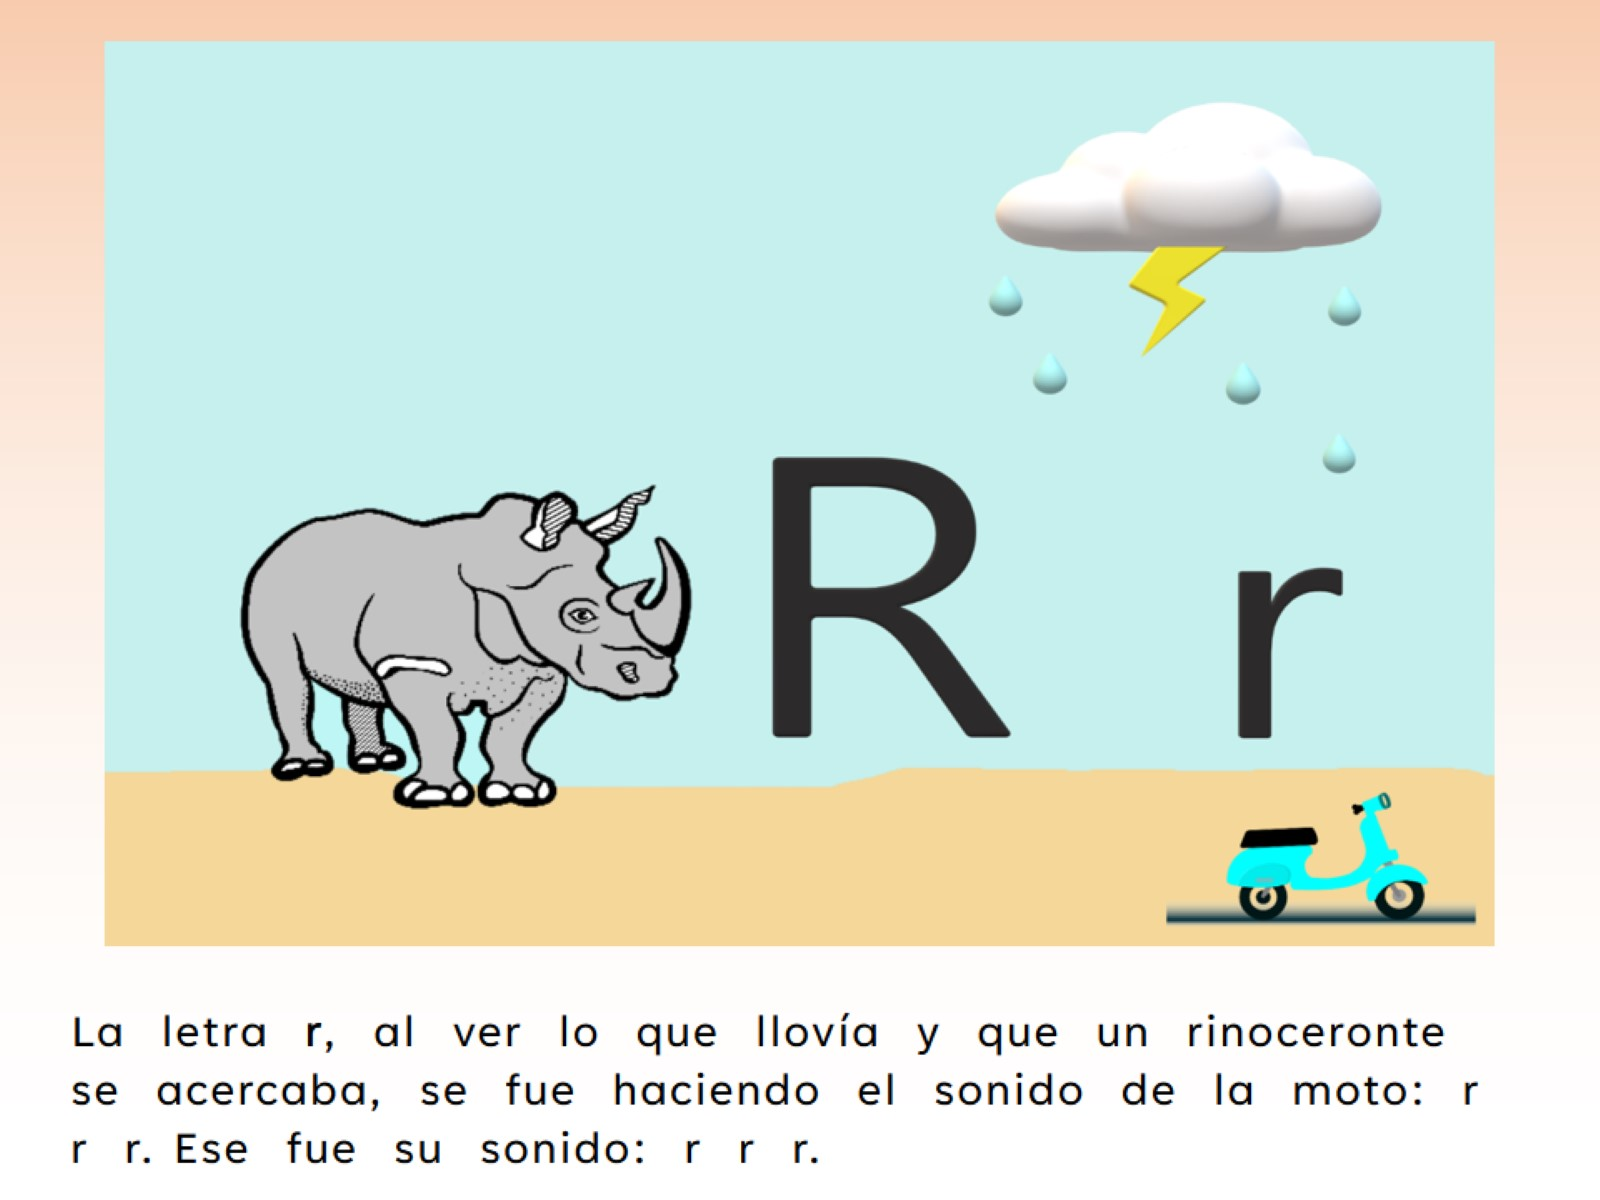 R r
La letra r, al ver lo que llovía y que un rinoceronte
se acercaba, se fue haciendo el sonido de la moto: r
r r. Ese fue su sonido: r r r.